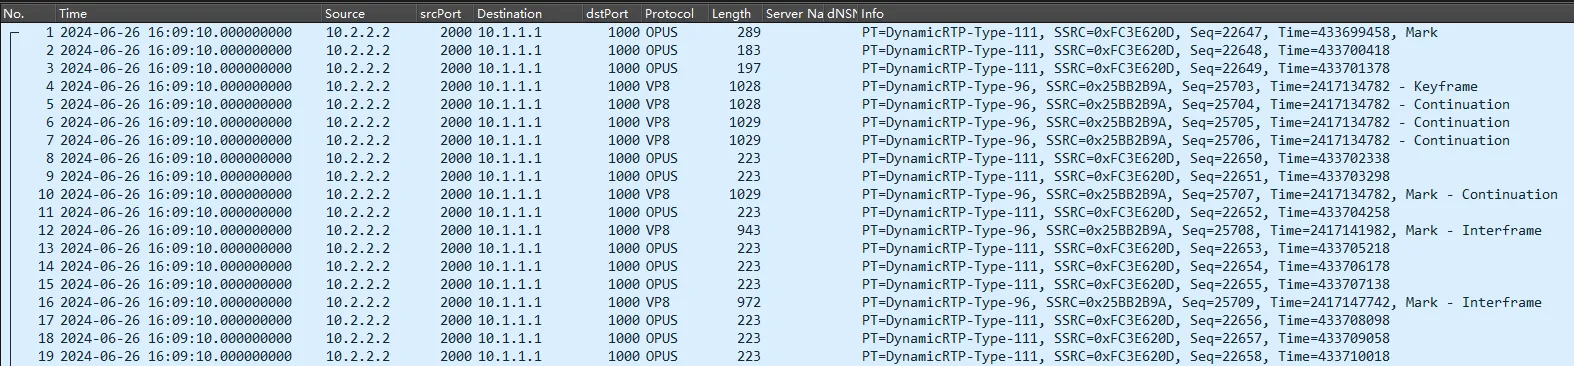 No. Time Source srcPort Destination dstPort Protocol Length Server Na dNSN Info
1 2024-06-26 16:09:10.000000000 10.2.2.2 2000 10.1.1.1 1000 OPUS 289 PT=DynamicRTP-Type-111, SSRC=0xFC3E620D, Seq=22647, Time=433699458, Mark
2 2024-06-26 16:09:10.000000000 10.2.2.2 2000 10.1.1.1 1000 OPUS 183 PT=DynamicRTP-Type-111, SSRC=0xFC3E620D, Seq=22648, Time=433700418
3 2024-06-26 16:09:10.000000000 10.2.2.2 2000 10.1.1.1 1000 OPUS 197 PT=DynamicRTP-Type-111, SSRC=0xFC3E620D, Seq=22649, Time=433701378
4 2024-06-26 16:09:10.000000000 10.2.2.2 2000 10.1.1.1 1000 VP8 1028 PT=DynamicRTP-Type-96, SSRC=0x25BB2B9A, Seq=25703, Time=2417134782 - Keyframe
5 2024-06-26 16:09:10.000000000 10.2.2.2 2000 10.1.1.1 1000 VP8 1028 PT=DynamicRTP-Type-96, SSRC=0x25BB2B9A, Seq=25704, Time=2417134782 - Continuation
6 2024-06-26 16:09:10.000000000 10.2.2.2 2000 10.1.1.1 1000 VP8 1029 PT=DynamicRTP-Type-96, SSRC=0x25BB2B9A, Seq=25705, Time=2417134782 - Continuation
7 2024-06-26 16:09:10.000000000 10.2.2.2 2000 10.1.1.1 1000 VP8 1029 PT=DynamicRTP-Type-96, SSRC=0x25BB2B9A, Seq=25706, Time=2417134782 - Continuation
8 2024-06-26 16:09:10.000000000 10.2.2.2 2000 10.1.1.1 1000 OPUS 223 PT=DynamicRTP-Type-111, SSRC=0xFC3E620D, Seq=22650, Time=433702338
9 2024-06-26 16:09:10.000000000 10.2.2.2 2000 10.1.1.1 1000 OPUS 223 PT=DynamicRTP-Type-111, SSRC=0xFC3E620D, Seq=22651, Time=433703298
10 2024-06-26 16:09:10.000000000 10.2.2.2 2000 10.1.1.1 1000 VP8 1029 PT=DynamicRTP-Type-96, SSRC=0x25BB2B9A, Seq=25707, Time=2417134782, Mark - Continuation
11 2024-06-26 16:09:10.000000000 10.2.2.2 2000 10.1.1.1 1000 OPUS 223 PT=DynamicRTP-Type-111, SSRC=0xFC3E620D, Seq=22652, Time=433704258
12 2024-06-26 16:09:10.000000000 10.2.2.2 2000 10.1.1.1 1000 VP8 943 PT=DynamicRTP-Type-96, SSRC=0x25BB2B9A, Seq=25708, Time=2417141982, Mark - Interframe
13 2024-06-26 16:09:10.000000000 10.2.2.2 2000 10.1.1.1 1000 OPUS 223 PT=DynamicRTP-Type-111, SSRC=0xFC3E620D, Seq=22653, Time=433705218
14 2024-06-26 16:09:10.000000000 10.2.2.2 2000 10.1.1.1 1000 OPUS 223 PT=DynamicRTP-Type-111, SSRC=0xFC3E620D, Seq=22654, Time=433706178
15 2024-06-26 16:09:10.000000000 10.2.2.2 2000 10.1.1.1 1000 OPUS 223 PT=DynamicRTP-Type-111, SSRC=0xFC3E620D, Seq=22655, Time=433707138
16 2024-06-26 16:09:10.000000000 10.2.2.2 2000 10.1.1.1 1000 VP8 972 PT=DynamicRTP-Type-96, SSRC=0x25BB2B9A, Seq=25709, Time=2417147742, Mark - Interframe
17 2024-06-26 16:09:10.000000000 10.2.2.2 2000 10.1.1.1 1000 OPUS 223 PT=DynamicRTP-Type-111, SSRC=0xFC3E620D, Seq=22656, Time=433708098
18 2024-06-26 16:09:10.000000000 10.2.2.2 2000 10.1.1.1 1000 OPUS 223 PT=DynamicRTP-Type-111, SSRC=0xFC3E620D, Seq=22657, Time=433709058
19 2024-06-26 16:09:10.000000000 10.2.2.2 2000 10.1.1.1 1000 OPUS 223 PT=DynamicRTP-Type-111, SSRC=0xFC3E620D, Seq=22658, Time=433710018